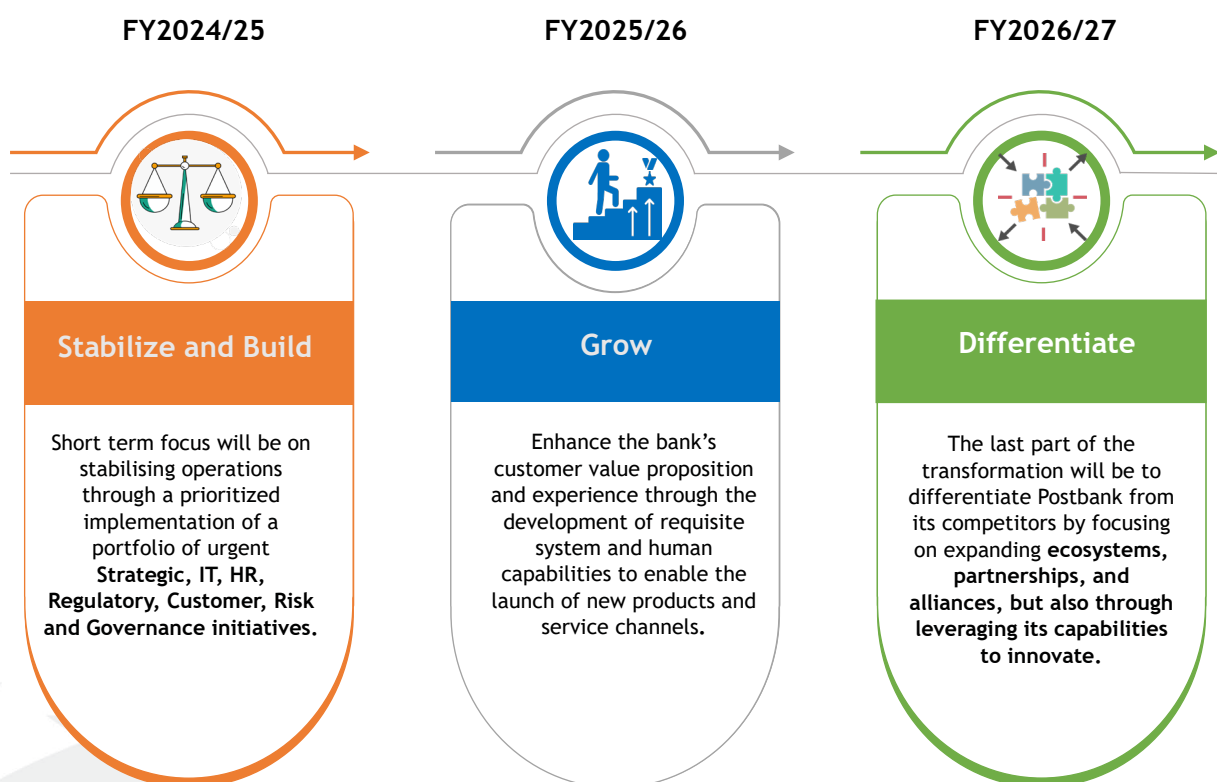 FY2024/25
FY2025/26
FY2026/27
Stabilize and Build
Short term focus will be on
stabilising operations
through a prioritized
implementation of a
portfolio of urgent
Strategic, IT, HR,
Regulatory, Customer, Risk
and Governance initiatives.
Grow
Enhance the bank's
customer value proposition
and experience through the
development of requisite
system and human
capabilities to enable the
launch of new products and
service channels.
Differentiate
The last part of the
transformation will be to
differentiate Postbank from
its competitors by focusing
on expanding ecosystems,
partnerships, and
alliances, but also through
leveraging its capabilities
to innovate.